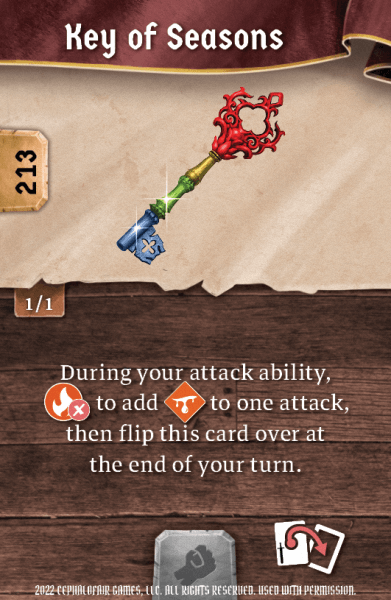 Key of Seasons
213
1/1
During your attack ability,
to add to one attack,
then flip this card over at
the end of your turn.
2022 CEPHALOFAIR GAMES, LLC. ALL RIGHTS RESERVED. USED WITH PERMISSION.